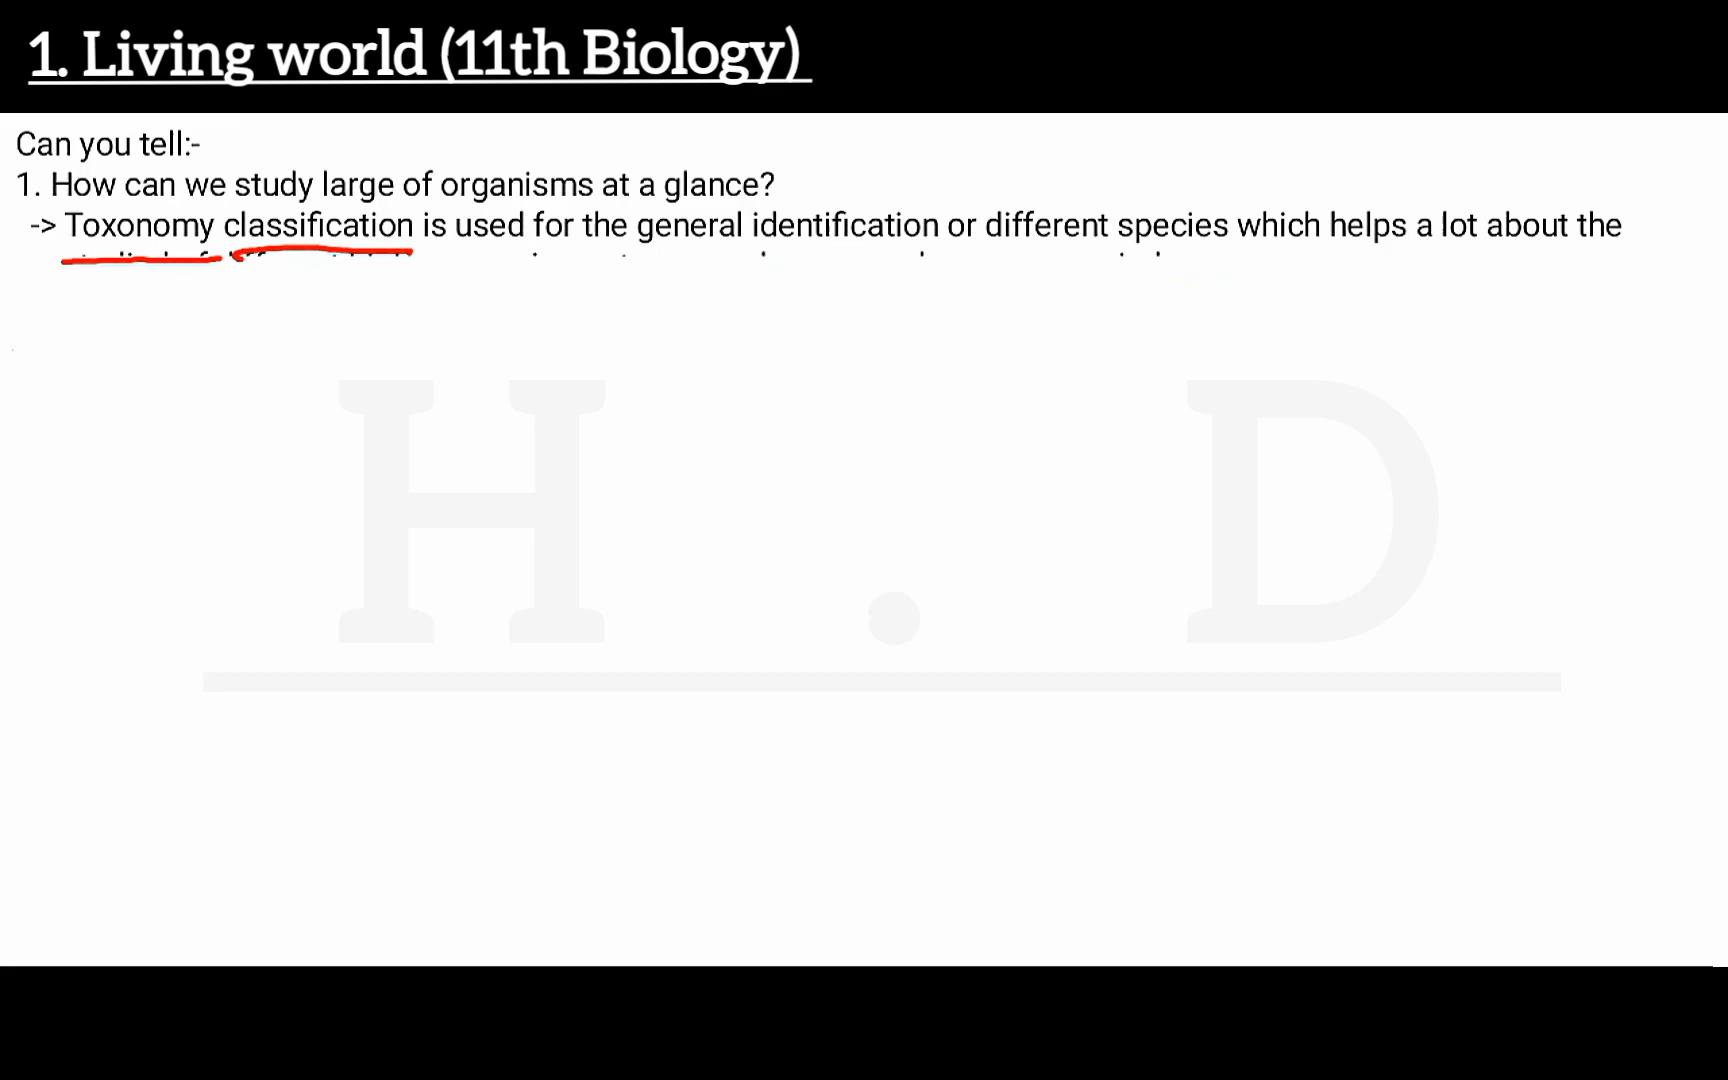 1. Living world (11th Biology)
Can you tell:-
1. How can we study large of organisms at a glance?
-> Toxonomy classification is used for the general identification or different species which helps a lot about the
H . D